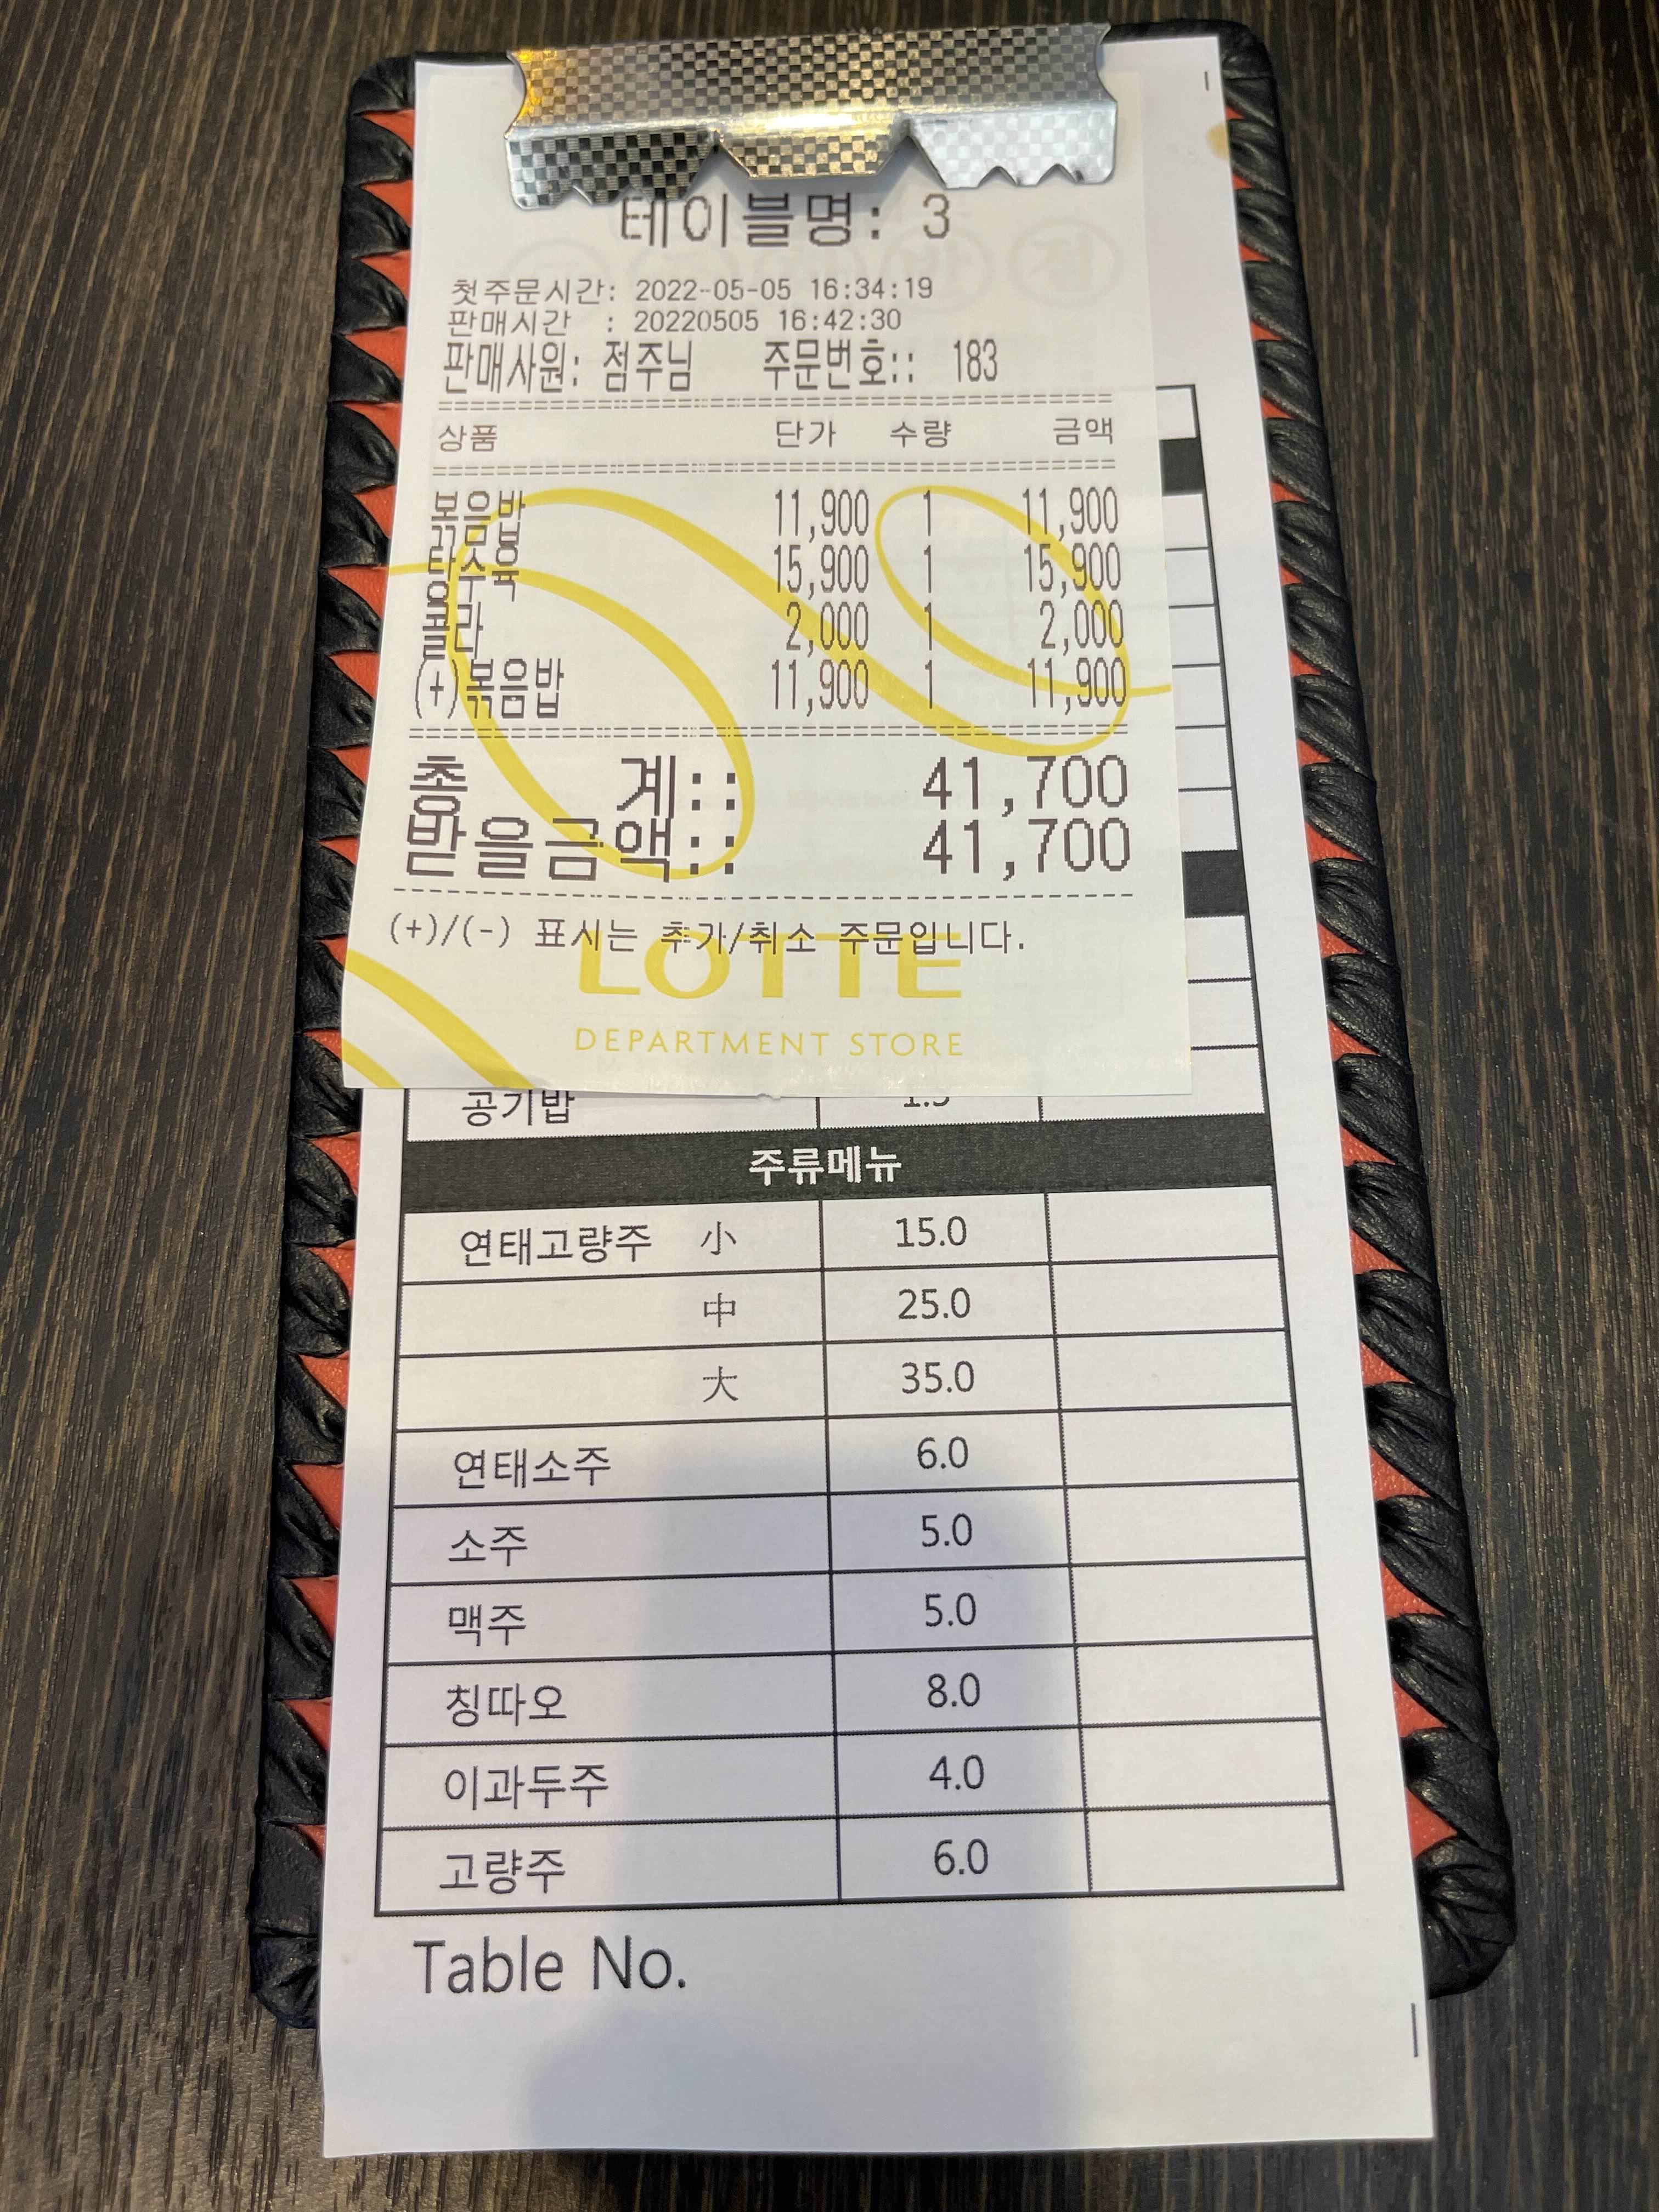 테이블명: 3
첫주문시간: 2022-05-05 16:34:19
판매시간 : 20220505 16:42:30
판매사원: 점주님 주문번호:: 183
상품 단가 수량 금액
볶음밥 11,900 1 11,900
탕수육 15,900 1 15,900
콜라 2,000 1 2,000
(+)볶음밥 11,900 1 11,900
총 계:: 41,700
받을금액:: 41,700
(+)/(-) 표시는 추가/취소 주문입니다.
LOTTE
DEPARTMENT STORE
공기밥 1.5
주류메뉴
연태고량주 小 15.0
中 25.0
大 35.0
연태소주 6.0
소주 5.0
맥주 5.0
칭따오 8.0
이과두주 4.0
고량주 6.0
Table No.